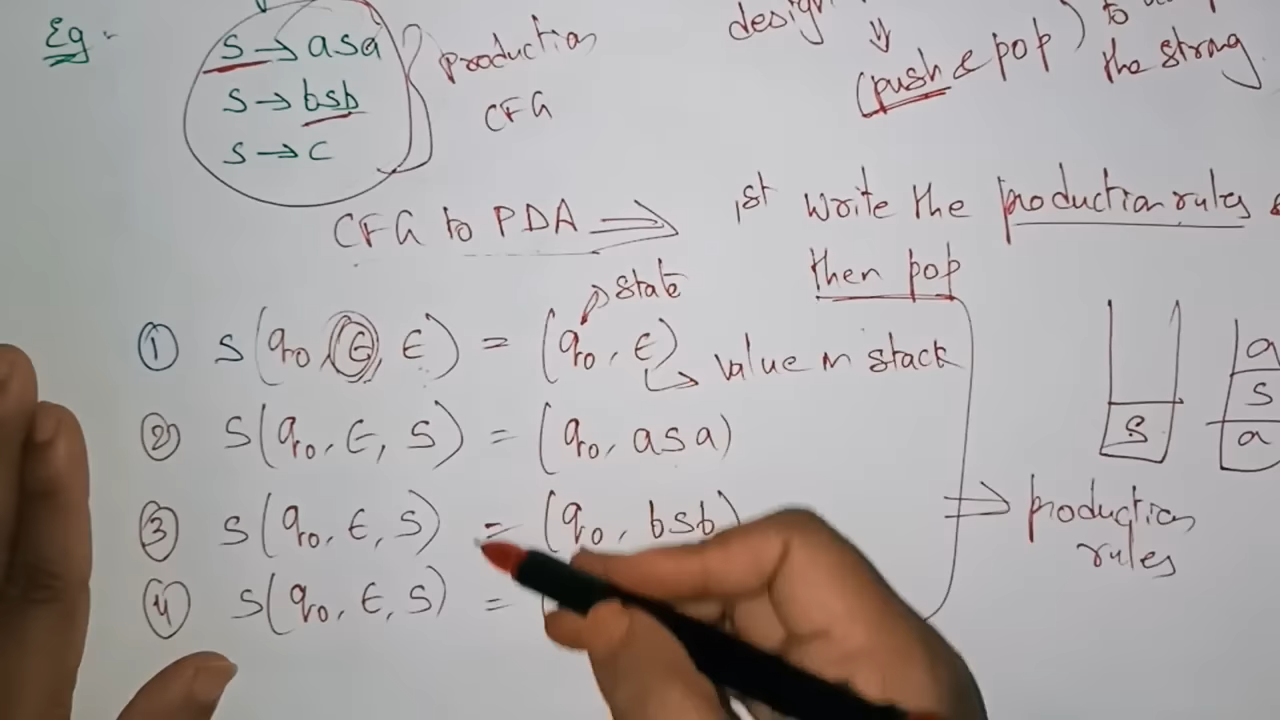 Eg.
S → aSa
S → bSb
S → C
production
CFG
design
(push & pop) to
the string
CFG to PDA ⇒
1st write the production rules &
then pop
state
① S(q0, ε, ε) = (q0, ε)
value in stack
② S(q0, ε, S) = (q0, aSa)
③ S(q0, ε, S) = (q0, bSb)
④ S(q0, ε, S) = (
⇒ production
rules
S
a
S
a